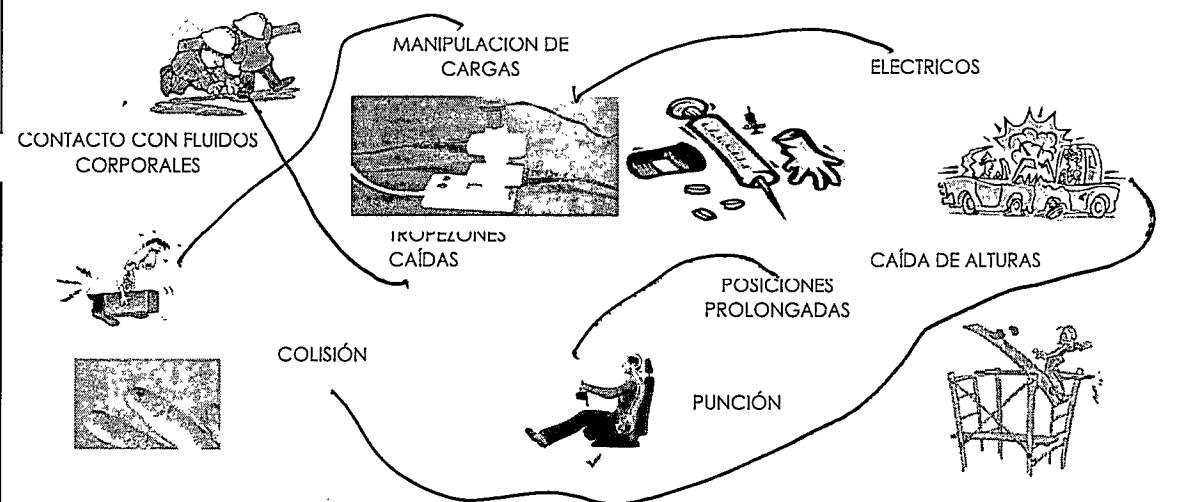 MANIPULACION DE
CARGAS
ELECTRICOS
CONTACTO CON FLUIDOS
CORPORALES
TROPEZONES
CAÍDAS
CAÍDA DE ALTURAS
POSICIONES
PROLONGADAS
COLISIÓN
PUNCIÓN